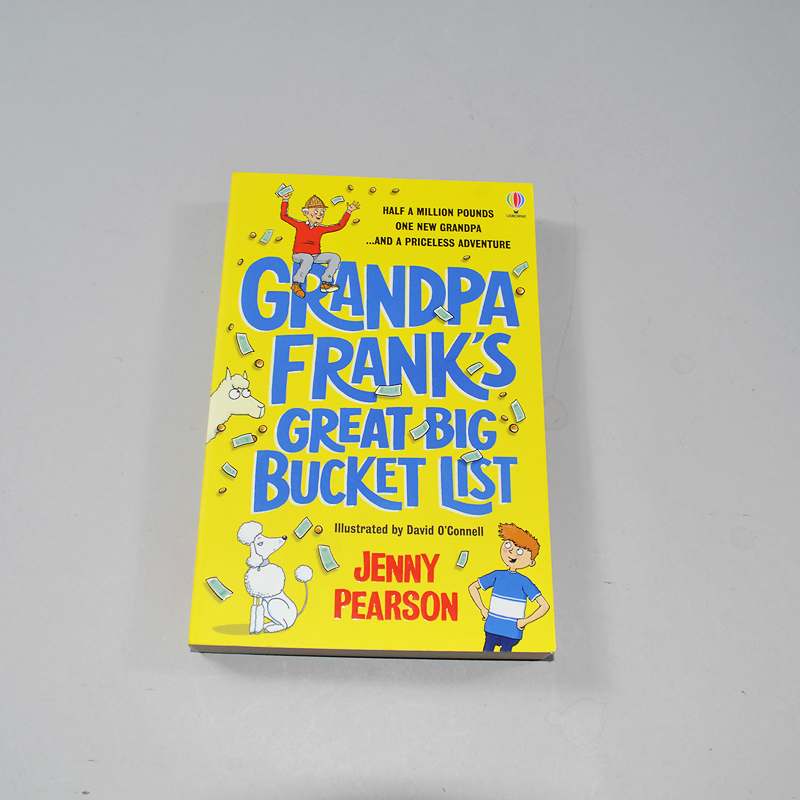 HALF A MILLION POUNDS
ONE NEW GRANDPA
...AND A PRICELESS ADVENTURE
USBORNE
GRANDPA
FRANK'S
GREAT BIG
BUCKET LIST
Illustrated by David O'Connell
JENNY
PEARSON